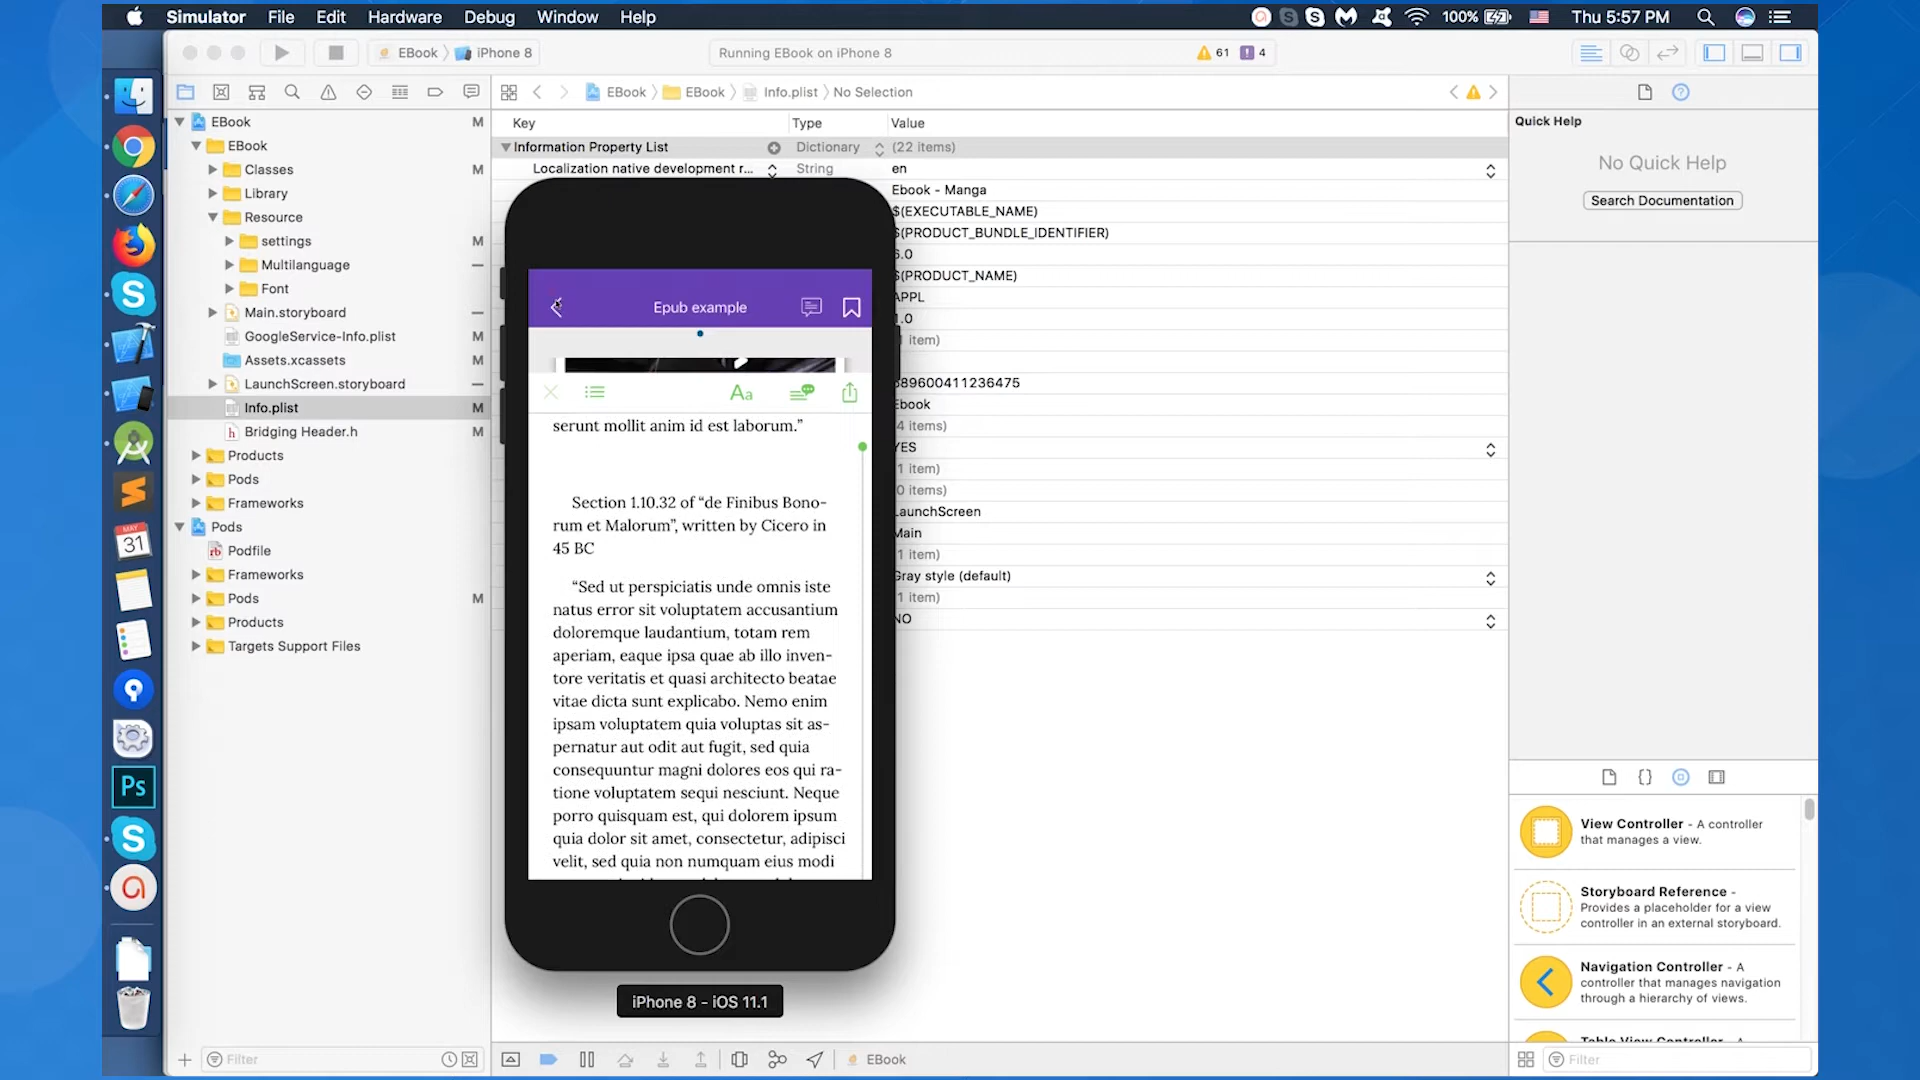 Simulator File Edit Hardware Debug Window Help 100% Thu 5:57 PM
EBook iPhone 8 Running EBook on iPhone 8 61 4
EBook EBook Info.plist No Selection
Key Type Value
Information Property List Dictionary (22 items)
Localization native development r... String en
Ebook - Manga
$(EXECUTABLE_NAME)
$(PRODUCT_BUNDLE_IDENTIFIER)
6.0
$(PRODUCT_NAME)
APPL
1.0
1 item)
89600411236475
Ebook
4 items)
YES
1 item)
0 items)
LaunchScreen
Main
1 item)
Gray style (default)
1 item)
NO
EBook M
EBook
Classes M
Library
Resource
settings M
Multilanguage
Font
Main.storyboard
GoogleService-Info.plist M
Assets.xcassets M
LaunchScreen.storyboard
Info.plist M
h Bridging Header.h M
Products
Pods
Frameworks
Pods
rb Podfile
Frameworks
Pods M
Products
Targets Support Files
Filter
MAY
31
Ps
Epub example
Aa
serunt mollit anim id est laborum.”
Section 1.10.32 of “de Finibus Bono-
rum et Malorum”, written by Cicero in
45 BC
“Sed ut perspiciatis unde omnis iste
natus error sit voluptatem accusantium
doloremque laudantium, totam rem
aperiam, eaque ipsa quae ab illo inven-
tore veritatis et quasi architecto beatae
vitae dicta sunt explicabo. Nemo enim
ipsam voluptatem quia voluptas sit as-
pernatur aut odit aut fugit, sed quia
consequuntur magni dolores eos qui ra-
tione voluptatem sequi nesciunt. Neque
porro quisquam est, qui dolorem ipsum
quia dolor sit amet, consectetur, adipisci
velit, sed quia non numquam eius modi
iPhone 8 - iOS 11.1
EBook
Quick Help
No Quick Help
Search Documentation
{}
View Controller - A controller
that manages a view.
Storyboard Reference -
Provides a placeholder for a view
controller in an external storyboard.
Navigation Controller - A
controller that manages navigation
through a hierarchy of views.
Table View Controller - A
Filter